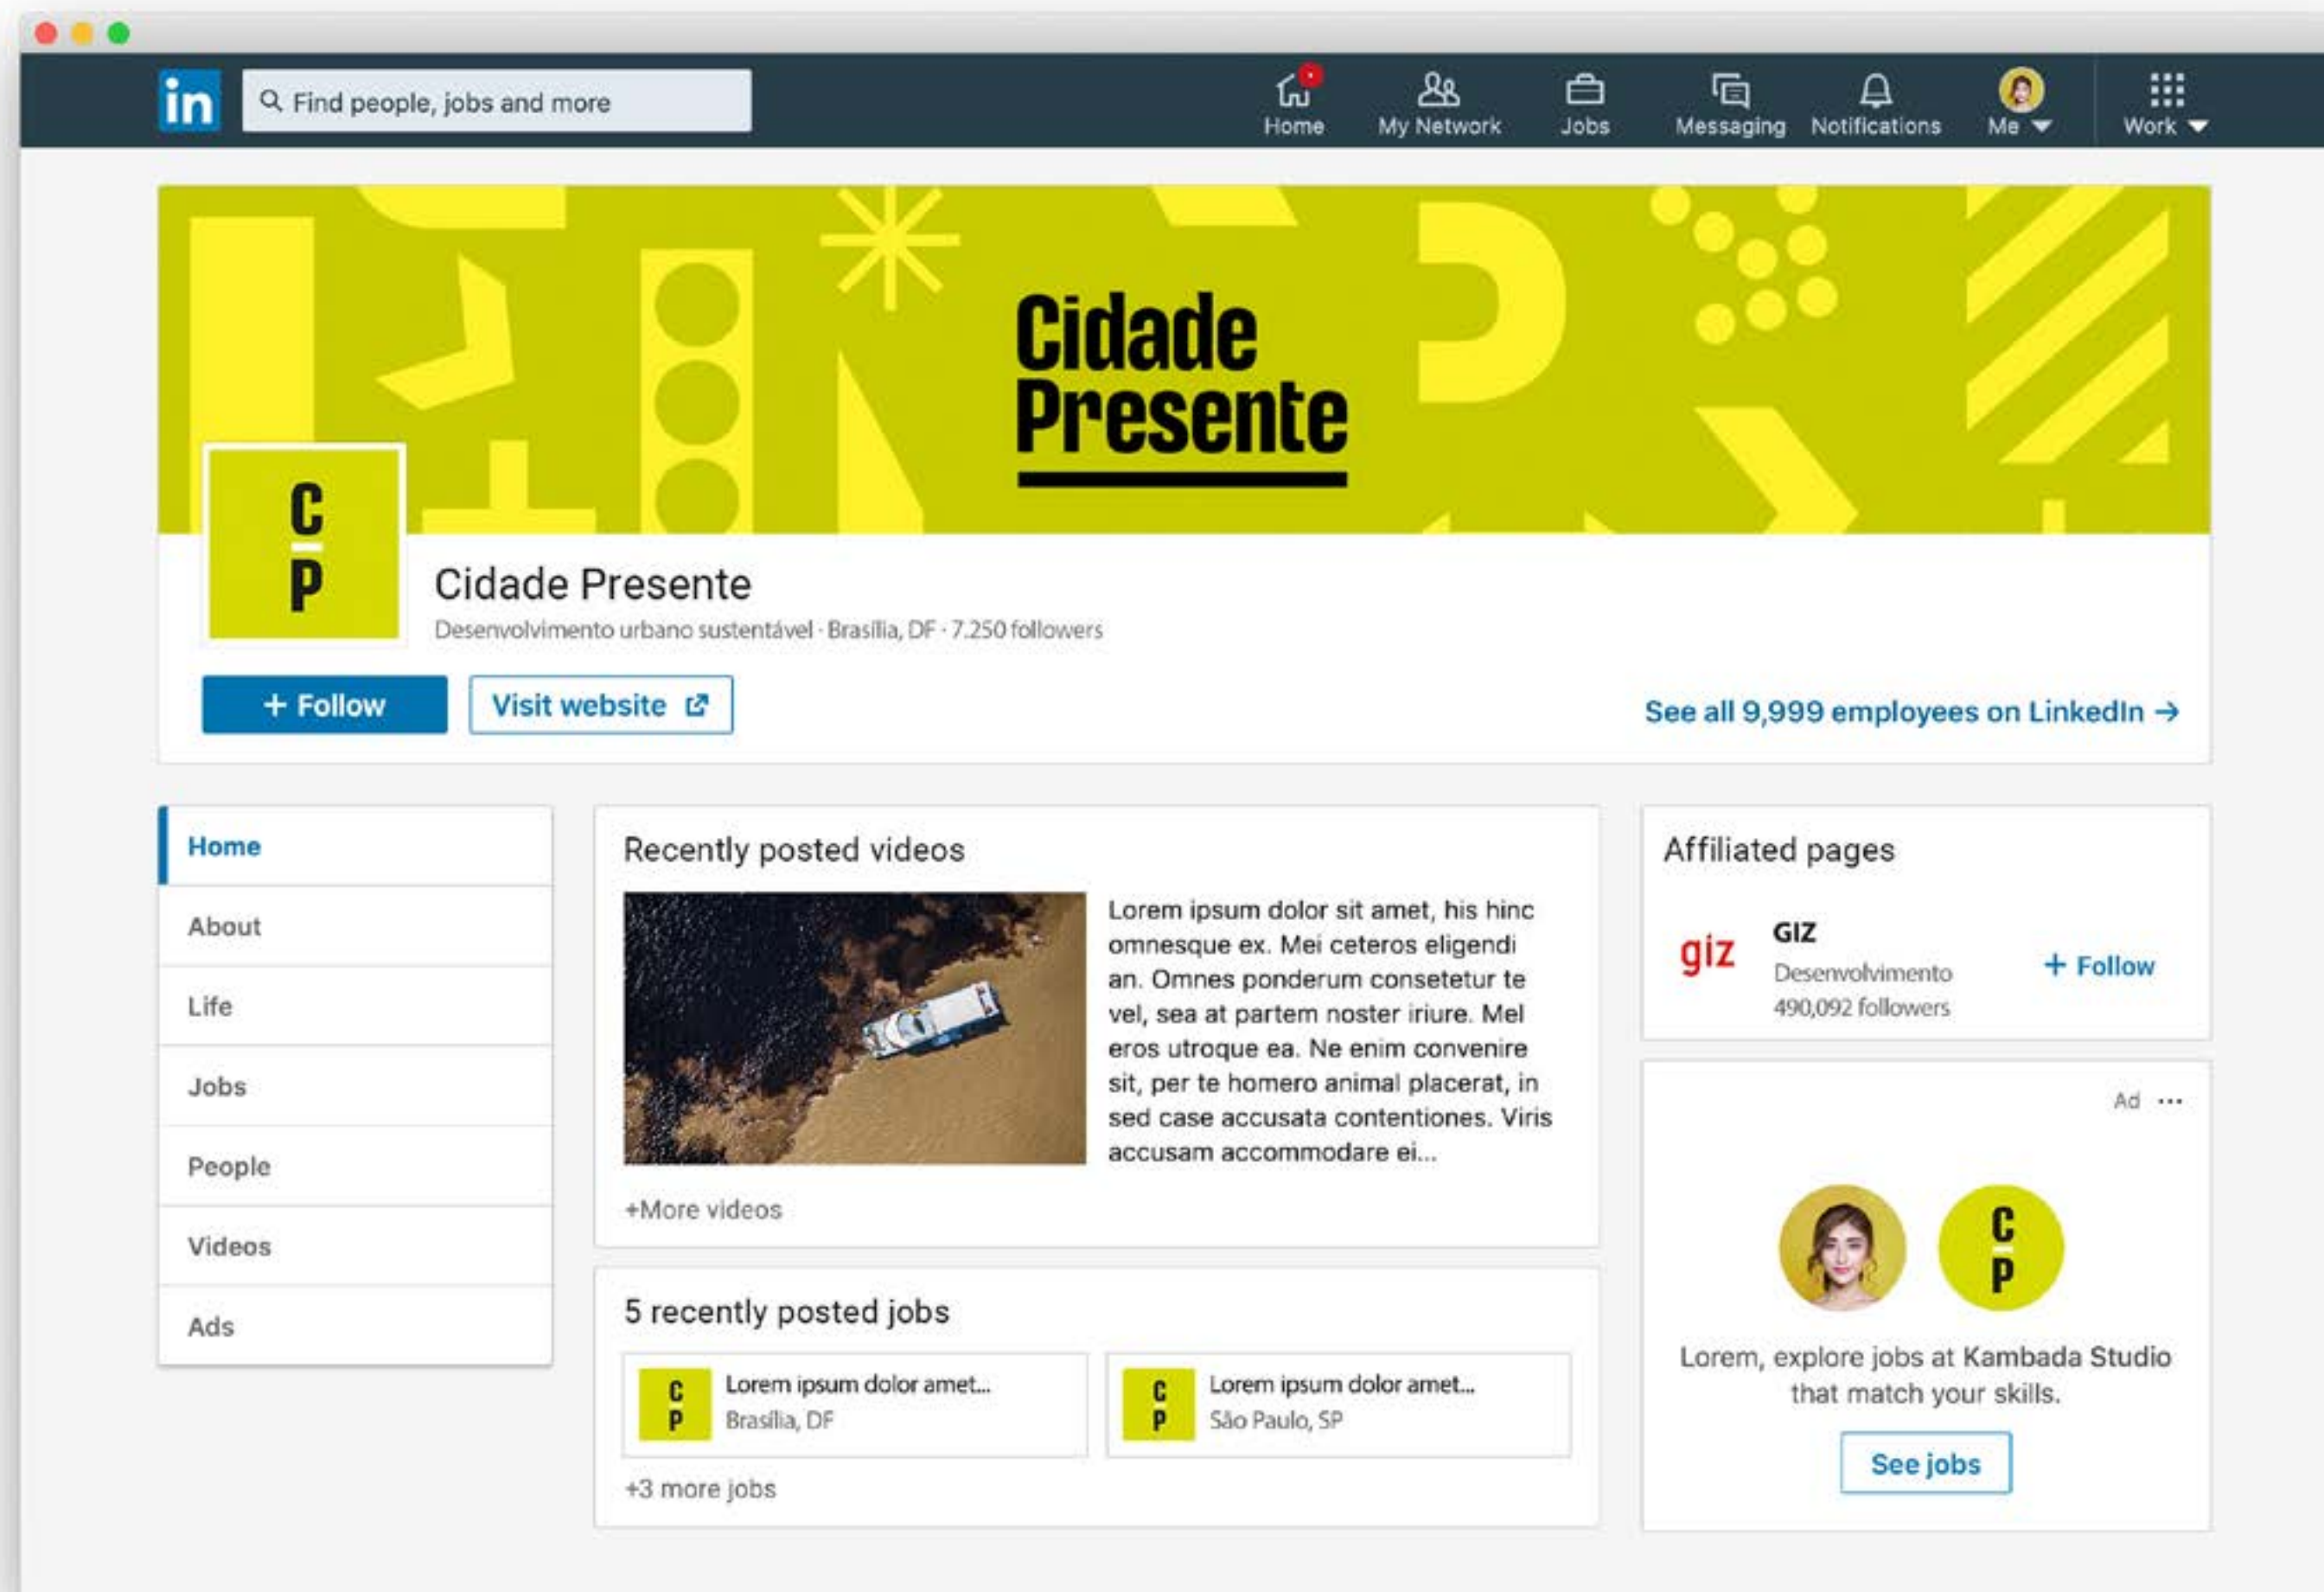 in
Find people, jobs and more
Home
My Network
Jobs
Messaging
Notifications
Me
Work
Cidade
Presente
C
P
Cidade Presente
Desenvolvimento urbano sustentável · Brasília, DF · 7.250 followers
+ Follow
Visit website
See all 9,999 employees on LinkedIn →
Home
About
Life
Jobs
People
Videos
Ads
Recently posted videos
Lorem ipsum dolor sit amet, his hinc
omnesque ex. Mei ceteros eligendi
an. Omnes ponderum consetetur te
vel, sea at partem noster iriure. Mel
eros utroque ea. Ne enim convenire
sit, per te homero animal placerat, in
sed case accusata contentiones. Viris
accusam accommodare ei...
+More videos
5 recently posted jobs
C
P
Lorem ipsum dolor amet...
Brasília, DF
C
P
Lorem ipsum dolor amet...
São Paulo, SP
+3 more jobs
Affiliated pages
giz
GIZ
Desenvolvimento
490,092 followers
+ Follow
Ad ...
C
P
Lorem, explore jobs at Kambada Studio
that match your skills.
See jobs